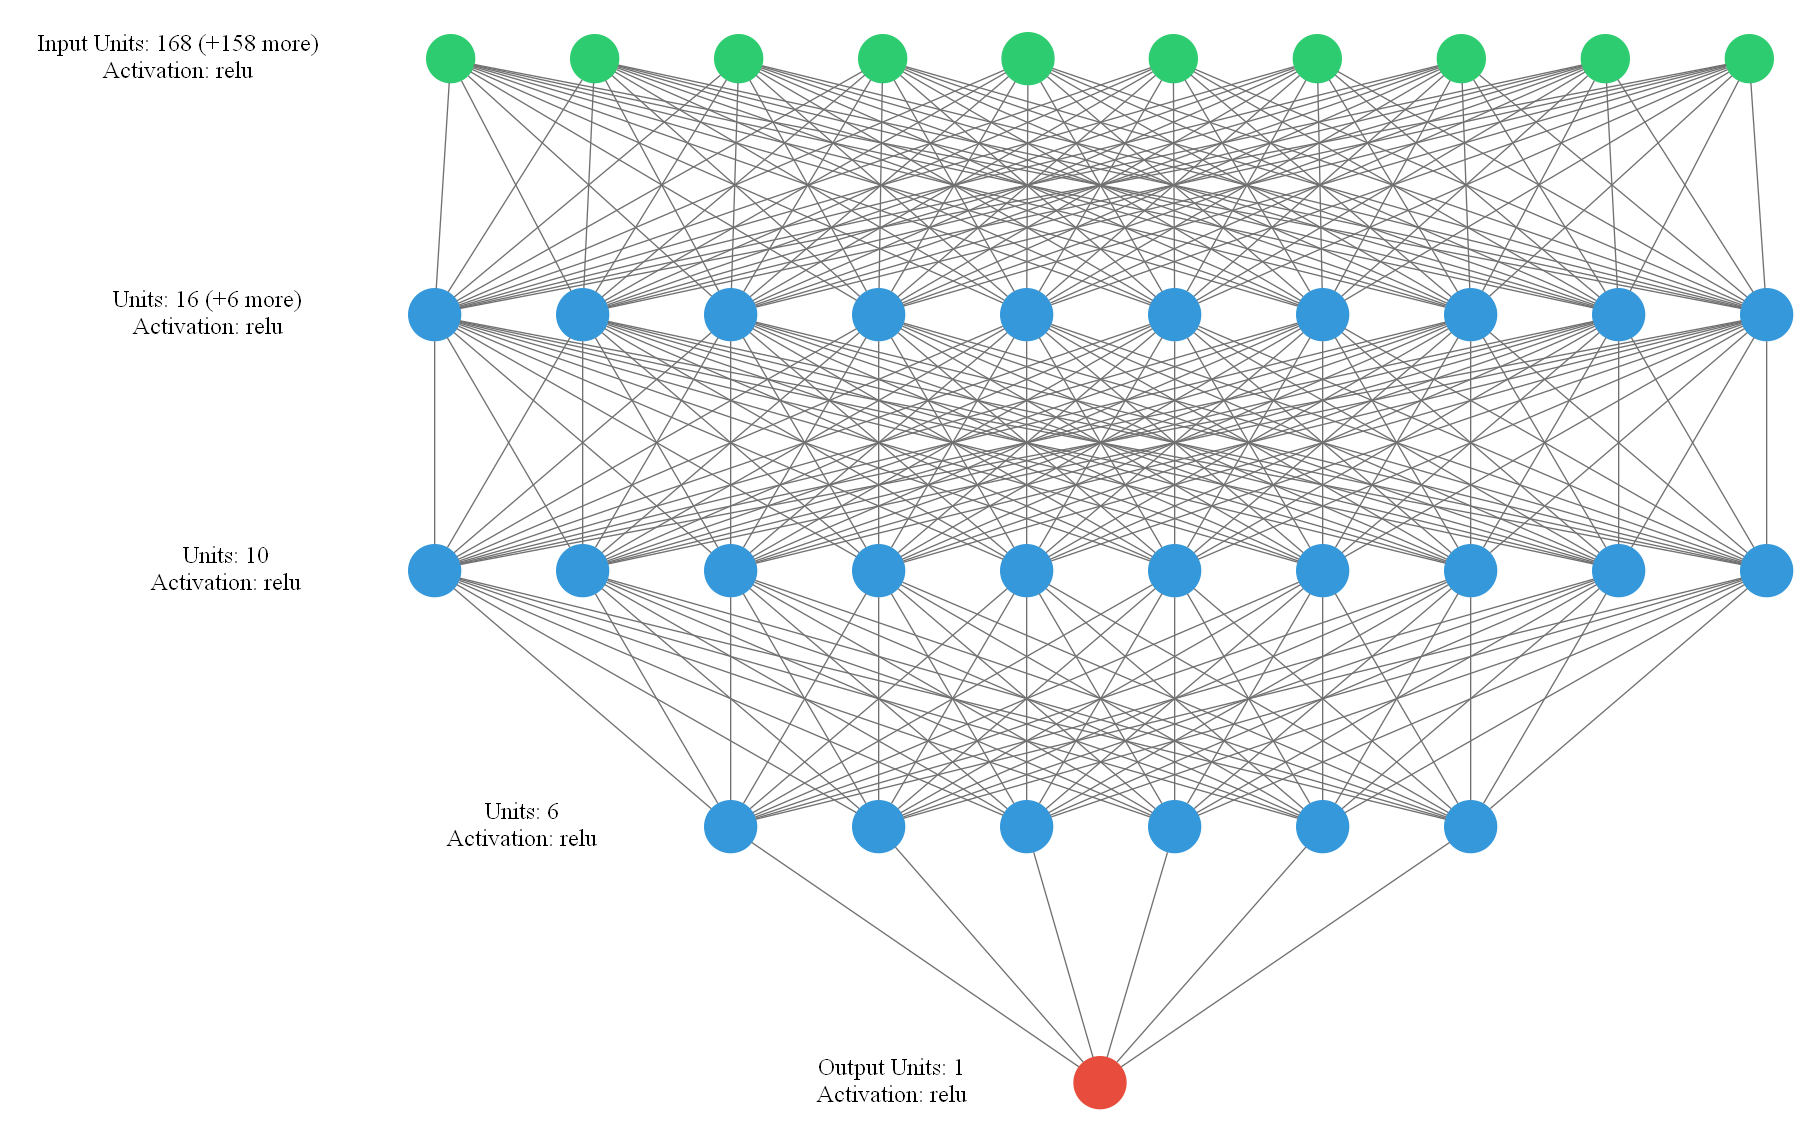 Input Units: 168 (+158 more)
Activation: relu
Units: 16 (+6 more)
Activation: relu
Units: 10
Activation: relu
Units: 6
Activation: relu
Output Units: 1
Activation: relu